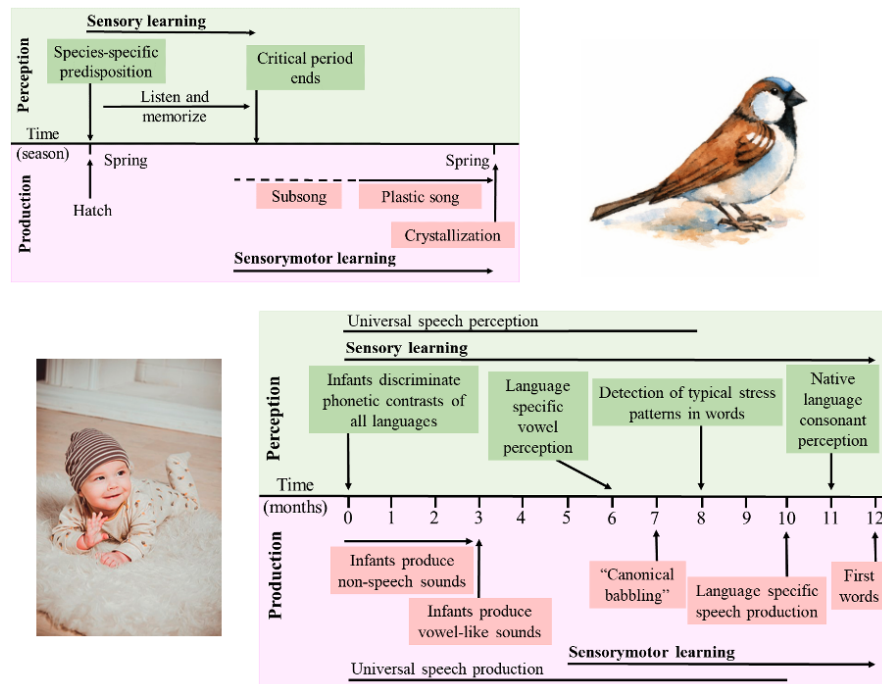 Sensory learning
Perception
Species-specific
predisposition
Critical period
ends
Listen and
memorize
Time
(season)
Spring
Spring
Production
Hatch
Subsong
Plastic song
Crystallization
Sensorymotor learning
Universal speech perception
Sensory learning
Perception
Infants discriminate
phonetic contrasts of
all languages
Language
specific
vowel
perception
Detection of typical stress
patterns in words
Native
language
consonant
perception
Time
(months)
0 1 2 3 4 5 6 7 8 9 10 11 12
Production
Infants produce
non-speech sounds
Infants produce
vowel-like sounds
“Canonical
babbling”
Language specific
speech production
First
words
Sensorymotor learning
Universal speech production